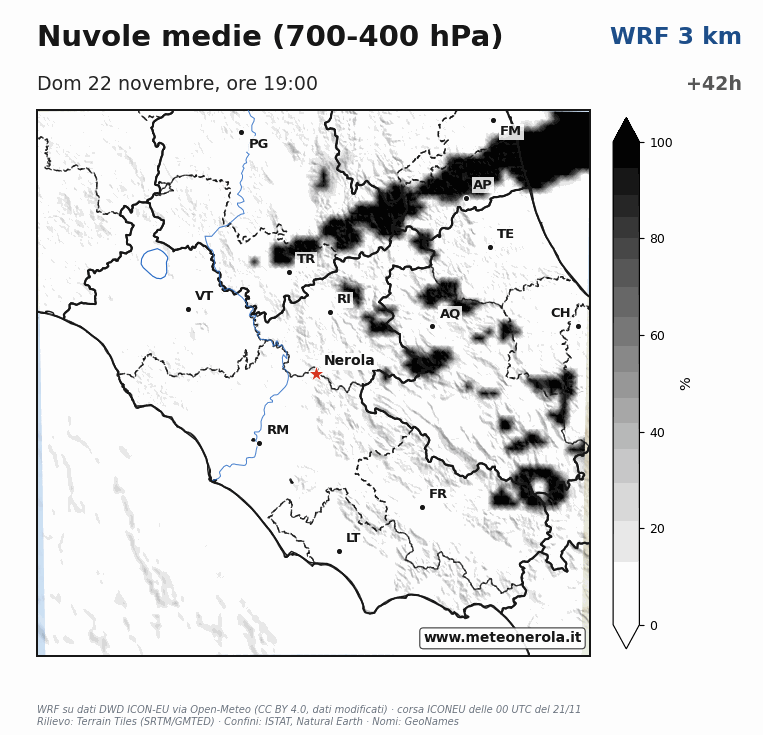 Nuvole medie (700-400 hPa)
WRF 3 km
Dom 22 novembre, ore 19:00
+42h
FM
PG
AP
TE
TR
VT
RI
AQ
CH
Nerola
RM
FR
LT
www.meteonerola.it
100
80
60
40
20
0
%
WRF su dati DWD ICON-EU via Open-Meteo (CC BY 4.0, dati modificati) · corsa ICONEU delle 00 UTC del 21/11
Rilievo: Terrain Tiles (SRTM/GMTED) · Confini: ISTAT, Natural Earth · Nomi: GeoNames